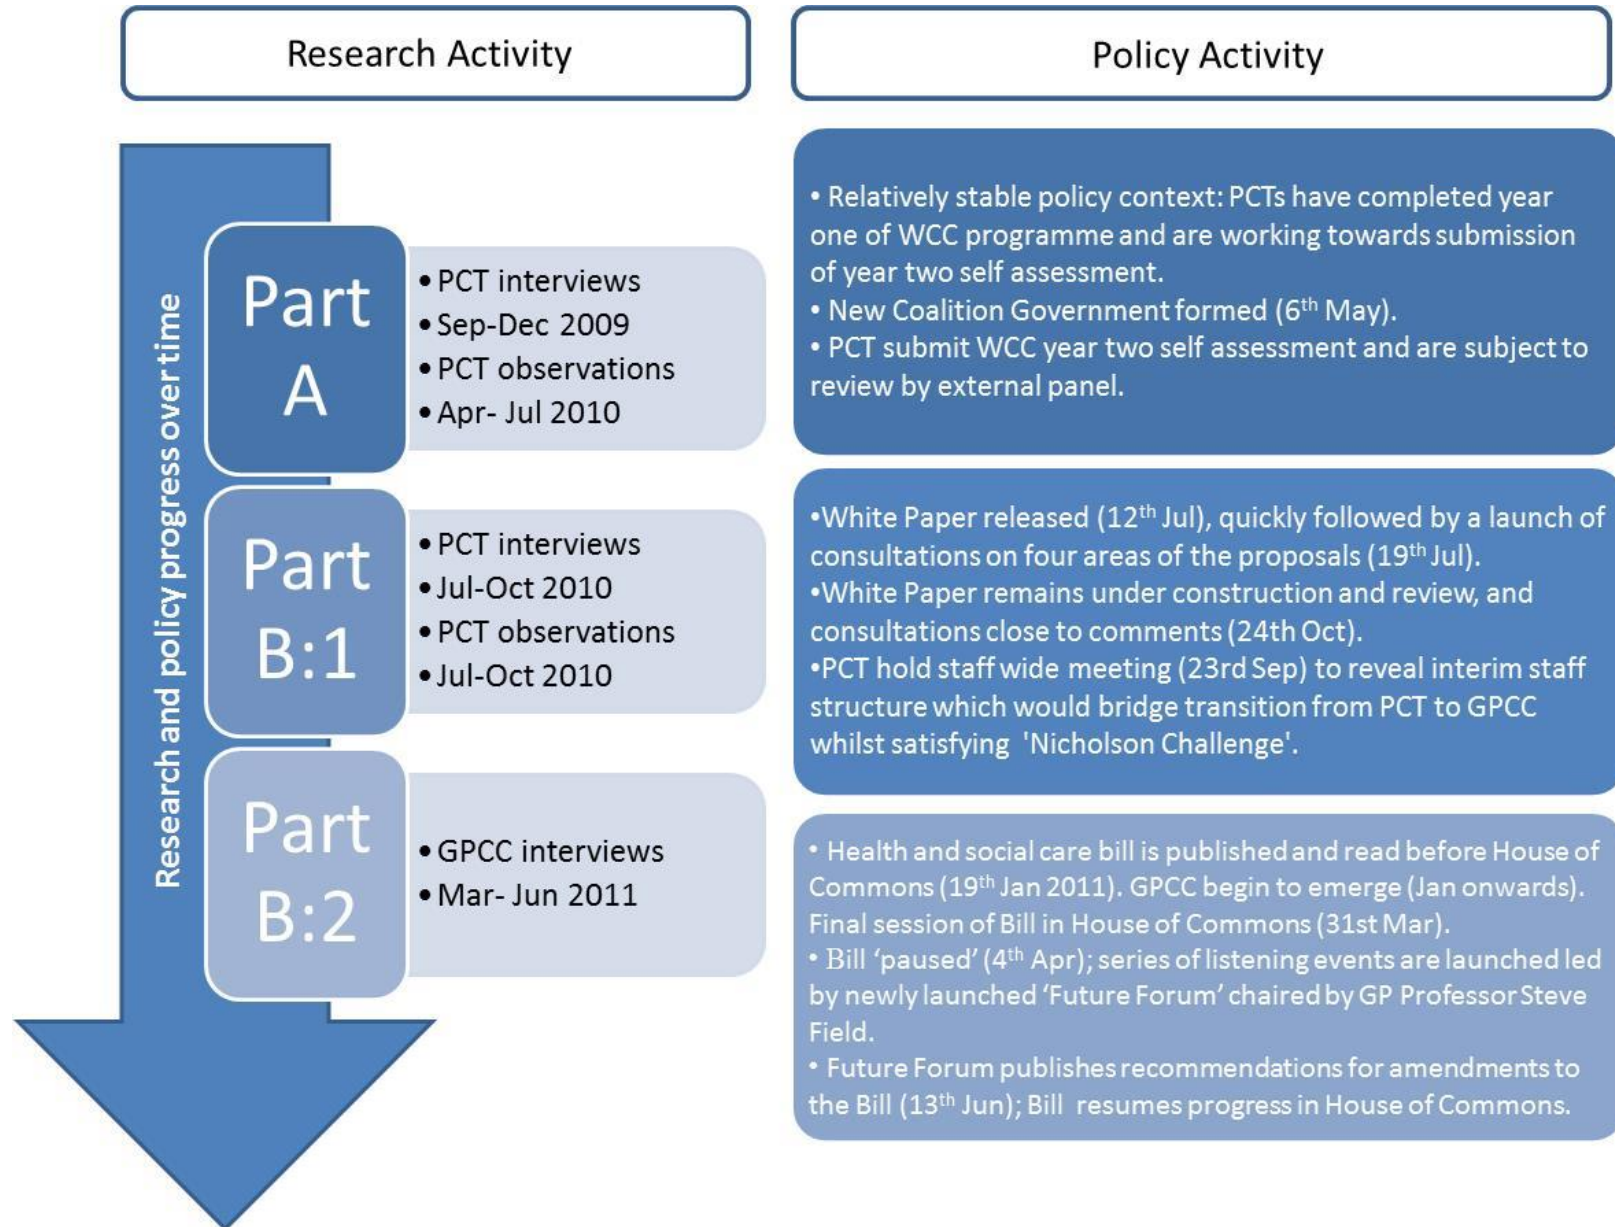 Research Activity
Policy Activity
Research and policy progress over time
Part
A
• PCT interviews
• Sep-Dec 2009
• PCT observations
• Apr- Jul 2010
• Relatively stable policy context: PCTs have completed year
one of WCC programme and are working towards submission
of year two self assessment.
• New Coalition Government formed (6th May).
• PCT submit WCC year two self assessment and are subject to
review by external panel.
Part
B:1
• PCT interviews
• Jul-Oct 2010
• PCT observations
• Jul-Oct 2010
•White Paper released (12th Jul), quickly followed by a launch of
consultations on four areas of the proposals (19th Jul).
•White Paper remains under construction and review, and
consultations close to comments (24th Oct).
•PCT hold staff wide meeting (23rd Sep) to reveal interim staff
structure which would bridge transition from PCT to GPCC
whilst satisfying 'Nicholson Challenge'.
Part
B:2
• GPCC interviews
• Mar- Jun 2011
• Health and social care bill is published and read before House of
Commons (19th Jan 2011). GPCC begin to emerge (Jan onwards).
Final session of Bill in House of Commons (31st Mar).
• Bill ‘paused’ (4th Apr); series of listening events are launched led
by newly launched ‘Future Forum’ chaired by GP Professor Steve
Field.
• Future Forum publishes recommendations for amendments to
the Bill (13th Jun); Bill resumes progress in House of Commons.